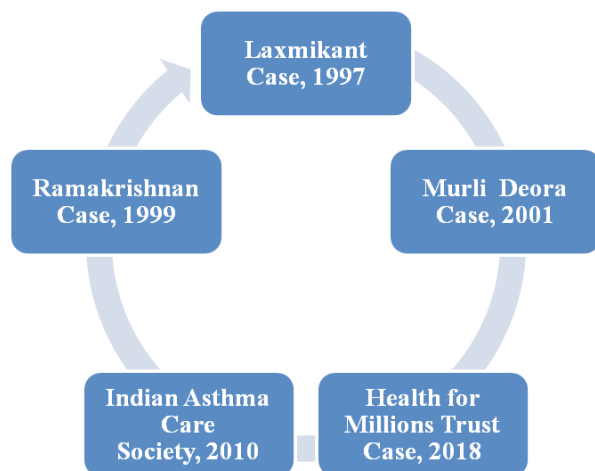 Laxmikant
Case, 1997
Murli Deora
Case, 2001
Health for
Millions Trust
Case, 2018
Indian Asthma
Care
Society, 2010
Ramakrishnan
Case, 1999